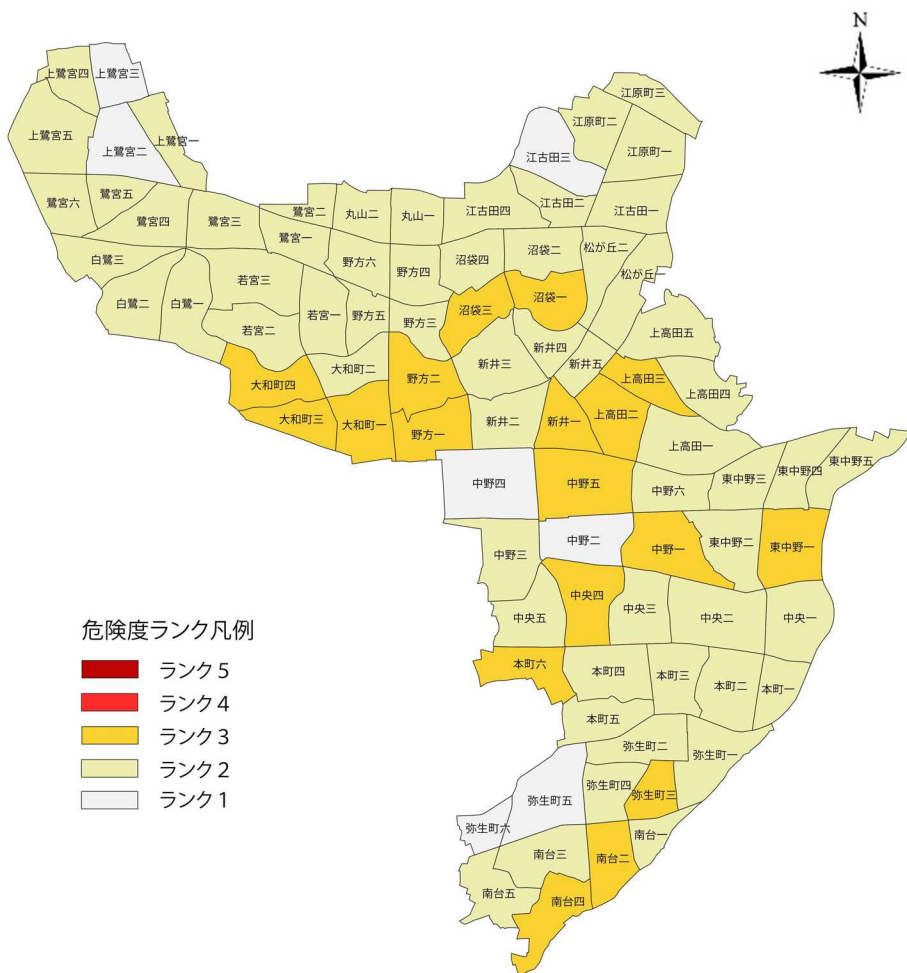 N
上鷺宮四
上鷺宮三
江原町三
江原町二
上鷺宮五
上鷺宮一
上鷺宮二
江古田三
江原町一
鷺宮五
鷺宮六
鷺宮四
鷺宮三
鷺宮二
丸山二
丸山一
江古田四
江古田二
江古田一
鷺宮一
松が丘二
白鷺三
若宮三
野方六
野方四
沼袋四
沼袋二
松が丘一
白鷺二
白鷺一
若宮一
野方五
野方三
沼袋三
沼袋一
若宮二
上高田五
新井四
新井三
新井五
大和町二
大和町四
野方二
上高田三
上高田四
大和町三
大和町一
野方一
新井二
新井一
上高田二
上高田一
東中野五
中野四
中野五
中野六
東中野三
東中野四
中野三
中野二
中野一
東中野二
東中野一
中央五
中央四
中央三
中央二
中央一
危険度ランク凡例
ランク5
ランク4
ランク3
ランク2
ランク1
本町六
本町四
本町三
本町二
本町一
本町五
弥生町二
弥生町一
弥生町五
弥生町四
弥生町三
弥生町六
南台三
南台二
南台一
南台五
南台四